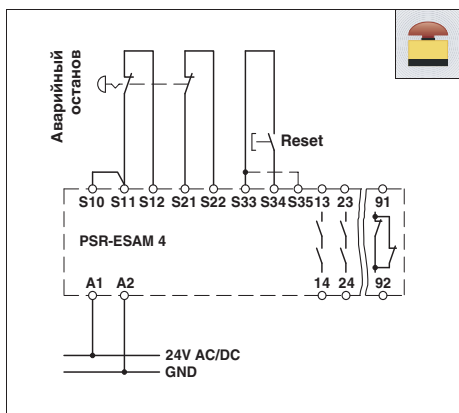 Аварийный
останов
Reset
S10 S11 S12 S21 S22 S33 S34 S35 13 23 91
PSR-ESAM 4
A1 A2 14 24 92
24V AC/DC
GND